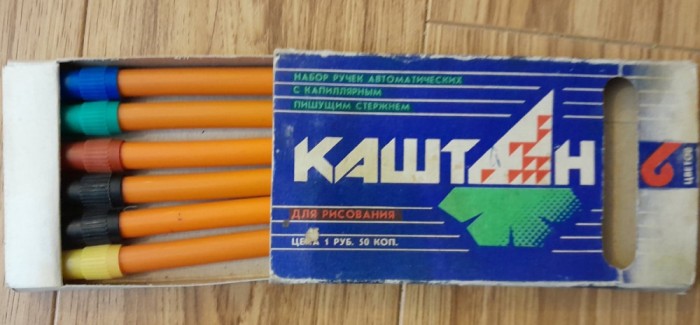 НАБОР РУЧЕК АВТОМАТИЧЕСКИХ
С КАПИЛЛЯРНЫМ
ПИШУЩИМ СТЕРЖНЕМ
КАШТАН
ДЛЯ РИСОВАНИЯ
ЦЕНА 1 РУБ. 50 КОП.
6
ЦВЕТОВ